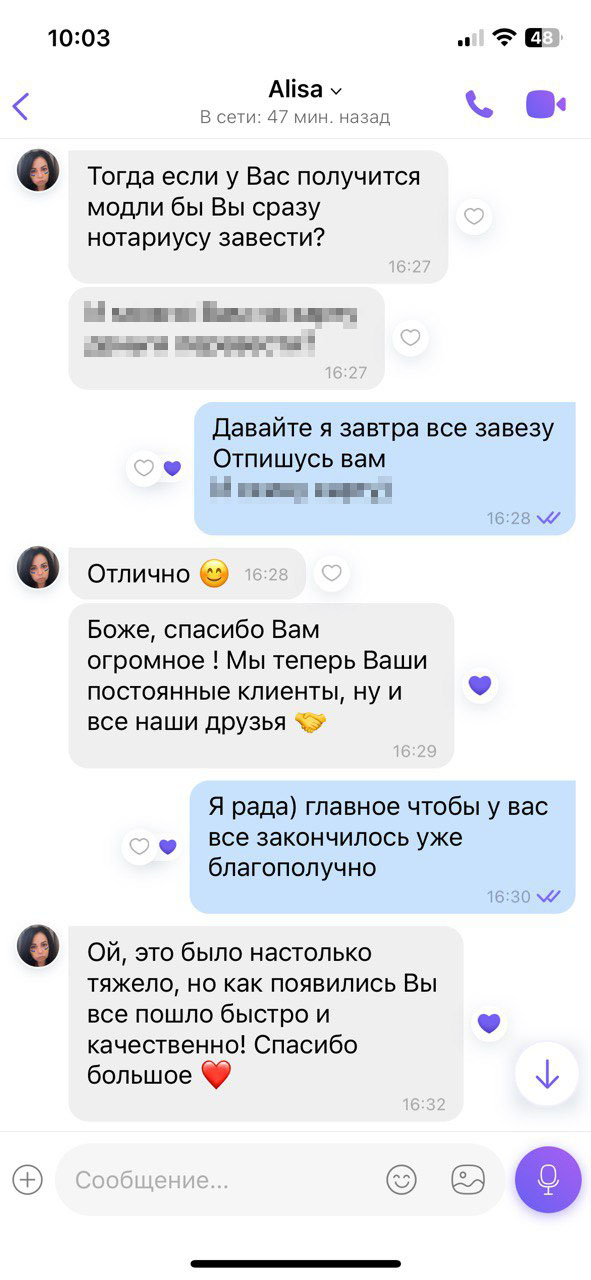 10:03
48
Alisa
В сети: 47 мин. назад
Тогда если у Вас получится
модли бы Вы сразу
нотариусу завести?
16:27
16:27
Давайте я завтра все завезу
Отпишусь вам
16:28
Отлично 😊 16:28
Боже, спасибо Вам
огромное ! Мы теперь Ваши
постоянные клиенты, ну и
все наши друзья 🤝
16:29
Я рада) главное чтобы у вас
все закончилось уже
благополучно
16:30
Ой, это было настолько
тяжело, но как появились Вы
все пошло быстро и
качественно! Спасибо
большое ❤️
16:32
Сообщение...